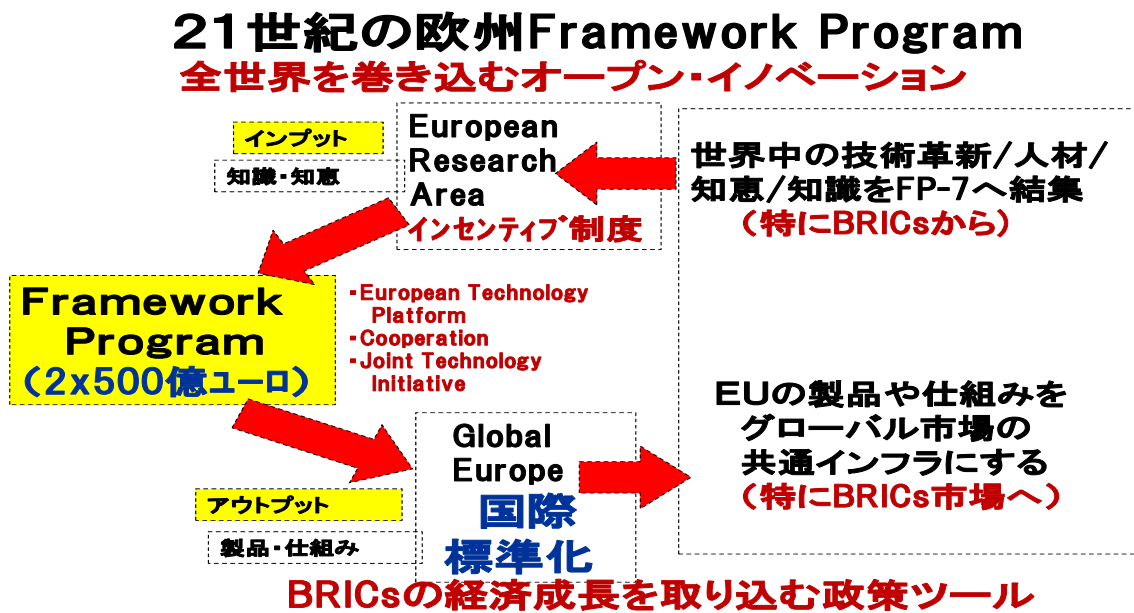 21世紀の欧州Framework Program
全世界を巻き込むオープン・イノベーション
インプット
知識・知恵
European
Research
Area
インセンティブ制度
世界中の技術革新/人材/
知恵/知識をFP-7へ結集
（特にBRICsから）
Framework
Program
（2x500億ユーロ）
・European Technology
Platform
・Cooperation
・Joint Technology
Initiative
Global
Europe
国際
標準化
アウトプット
製品・仕組み
EUの製品や仕組みを
グローバル市場の
共通インフラにする
（特にBRICs市場へ）
BRICsの経済成長を取り込む政策ツール